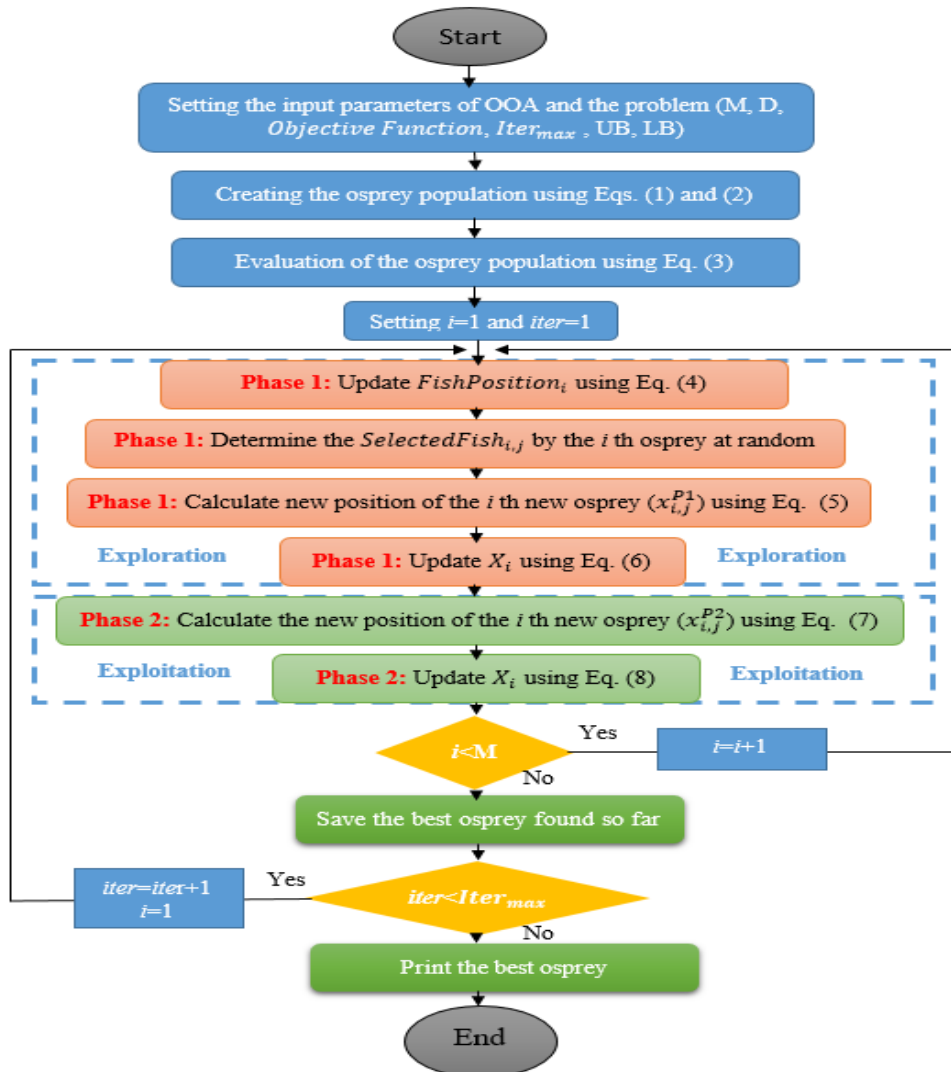 Start
Setting the input parameters of OOA and the problem (M, D,
Objective Function, Iter_max , UB, LB)
Creating the osprey population using Eqs. (1) and (2)
Evaluation of the osprey population using Eq. (3)
Setting i=1 and iter=1
Phase 1: Update FishPosition_i using Eq. (4)
Phase 1: Determine the SelectedFish_{i,j} by the i th osprey at random
Phase 1: Calculate new position of the i th new osprey (x_{i,j}^{P1}) using Eq. (5)
Exploration
Exploration
Phase 1: Update X_i using Eq. (6)
Phase 2: Calculate the new position of the i th new osprey (x_{i,j}^{P2}) using Eq. (7)
Exploitation
Exploitation
Phase 2: Update X_i using Eq. (8)
i<M
Yes
i=i+1
No
Save the best osprey found so far
iter<Iter_max
Yes
iter=iter+1
i=1
No
Print the best osprey
End